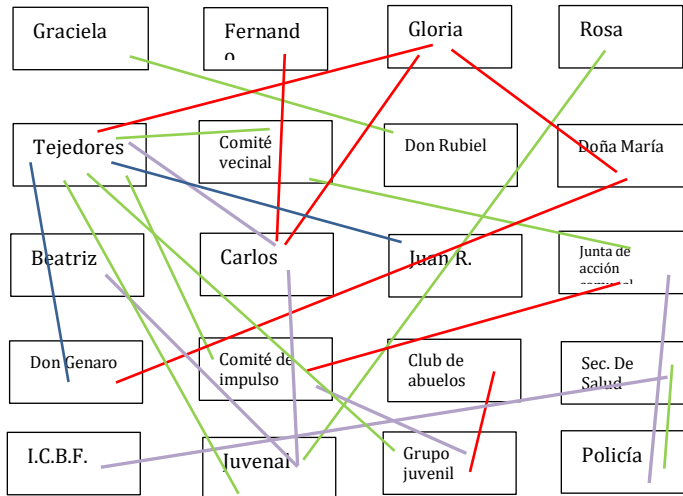 Graciela
Fernand
o
Gloria
Rosa
Tejedores
Comité
vecinal
Don Rubiel
Doña María
Beatriz
Carlos
Juan R.
Junta de
acción
comunal
Don Genaro
Comité de
impulso
Club de
abuelos
Sec. De
Salud
I.C.B.F.
Juvenal
Grupo
juvenil
Policía